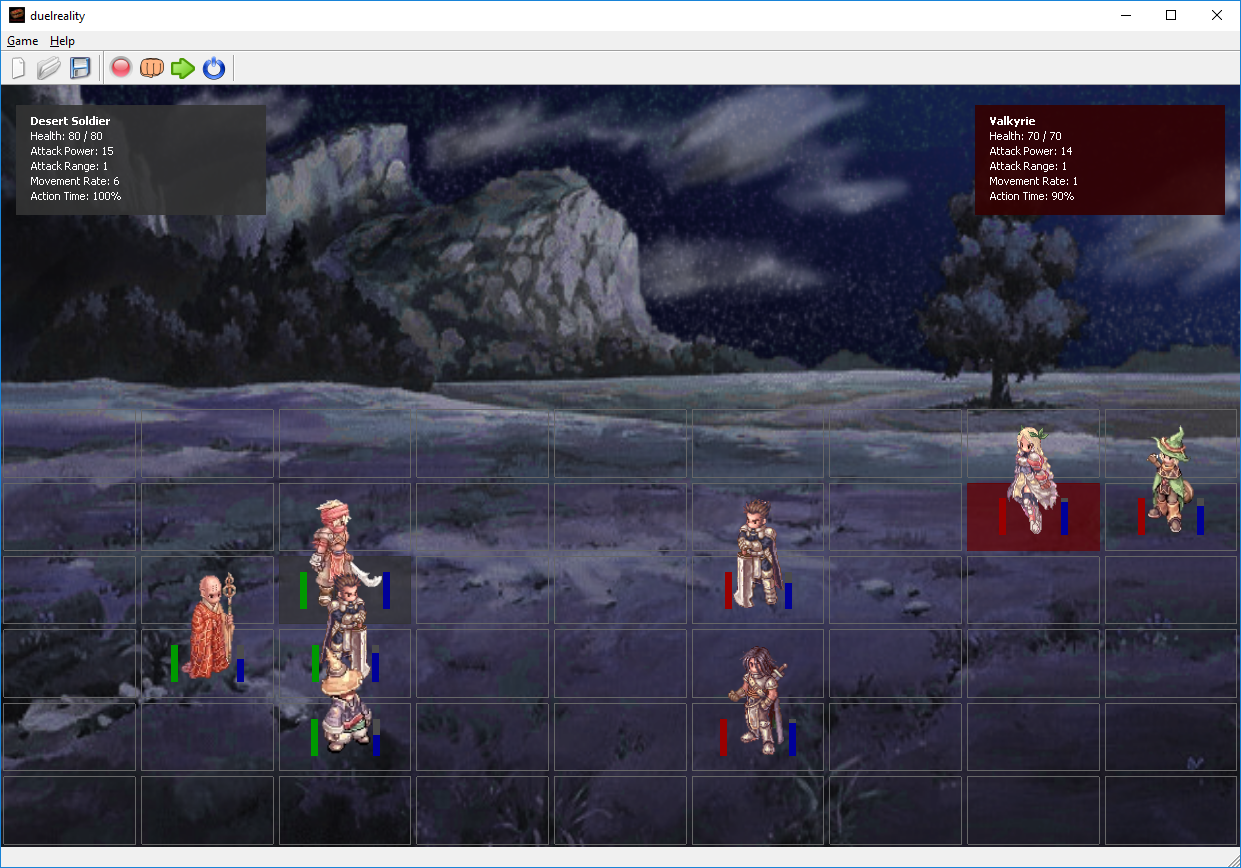 duelreality
Game Help
Desert Soldier
Health: 80 / 80
Attack Power: 15
Attack Range: 1
Movement Rate: 6
Action Time: 100%
Valkyrie
Health: 70 / 70
Attack Power: 14
Attack Range: 1
Movement Rate: 1
Action Time: 90%